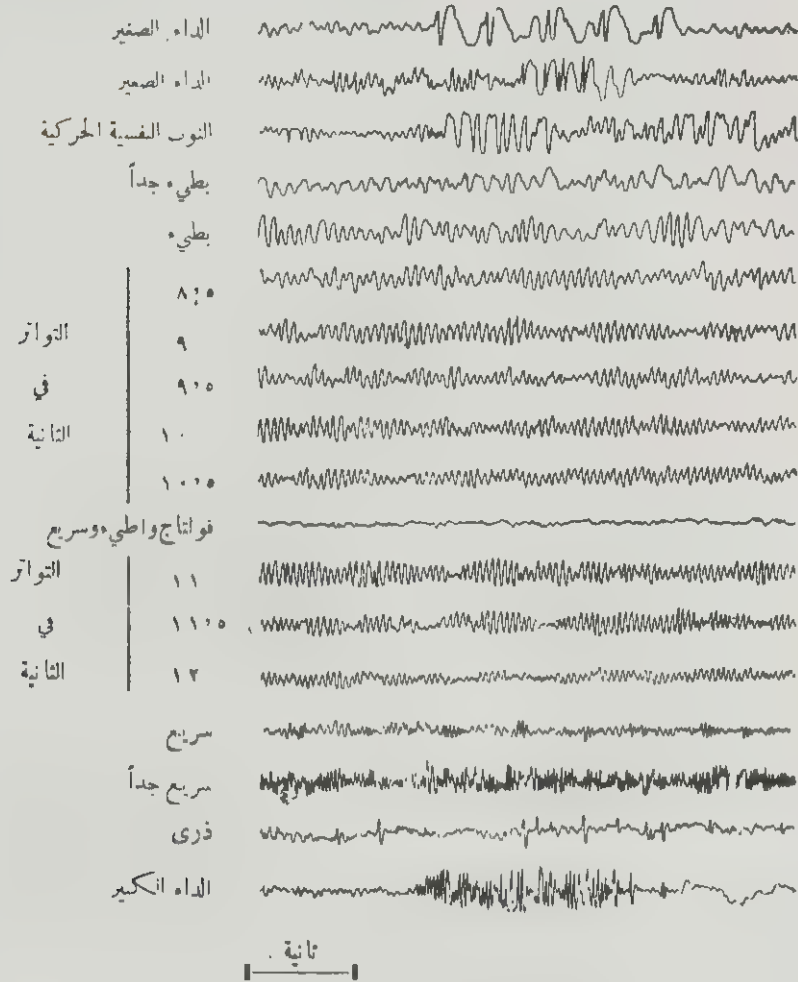 الداء الصغير
الداء الصغير
النوب النفسية الحركية
بطيء جداً
بطيء
٨،٥
التواتر ٩
في ٩،٥
الثانية ١٠
١٠،٥
فولتاج واطيء وسريع
التواتر ١١
في ١١،٥
الثانية ١٢
سريع
سريع جداً
ذرى
الداء الكبير
ثانية